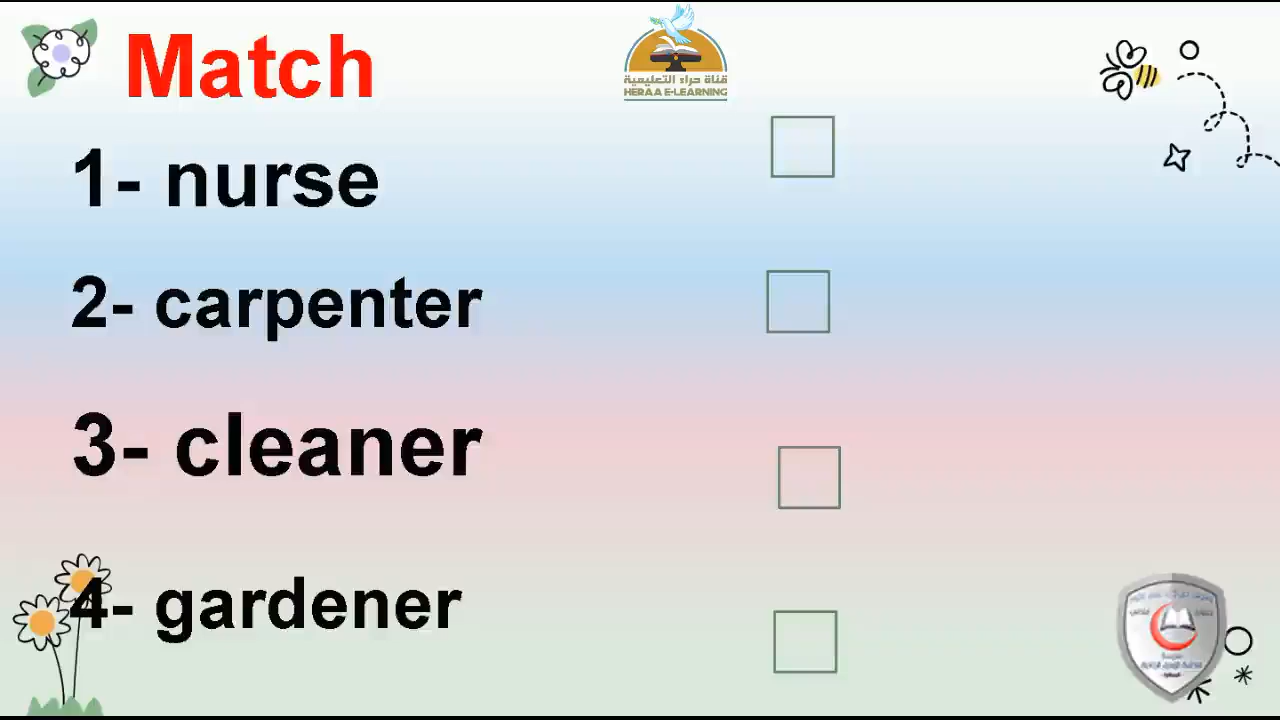 Match
قناة حراء التعليمية
HERAA E-LEARNING
1- nurse
2- carpenter
3- cleaner
4- gardener